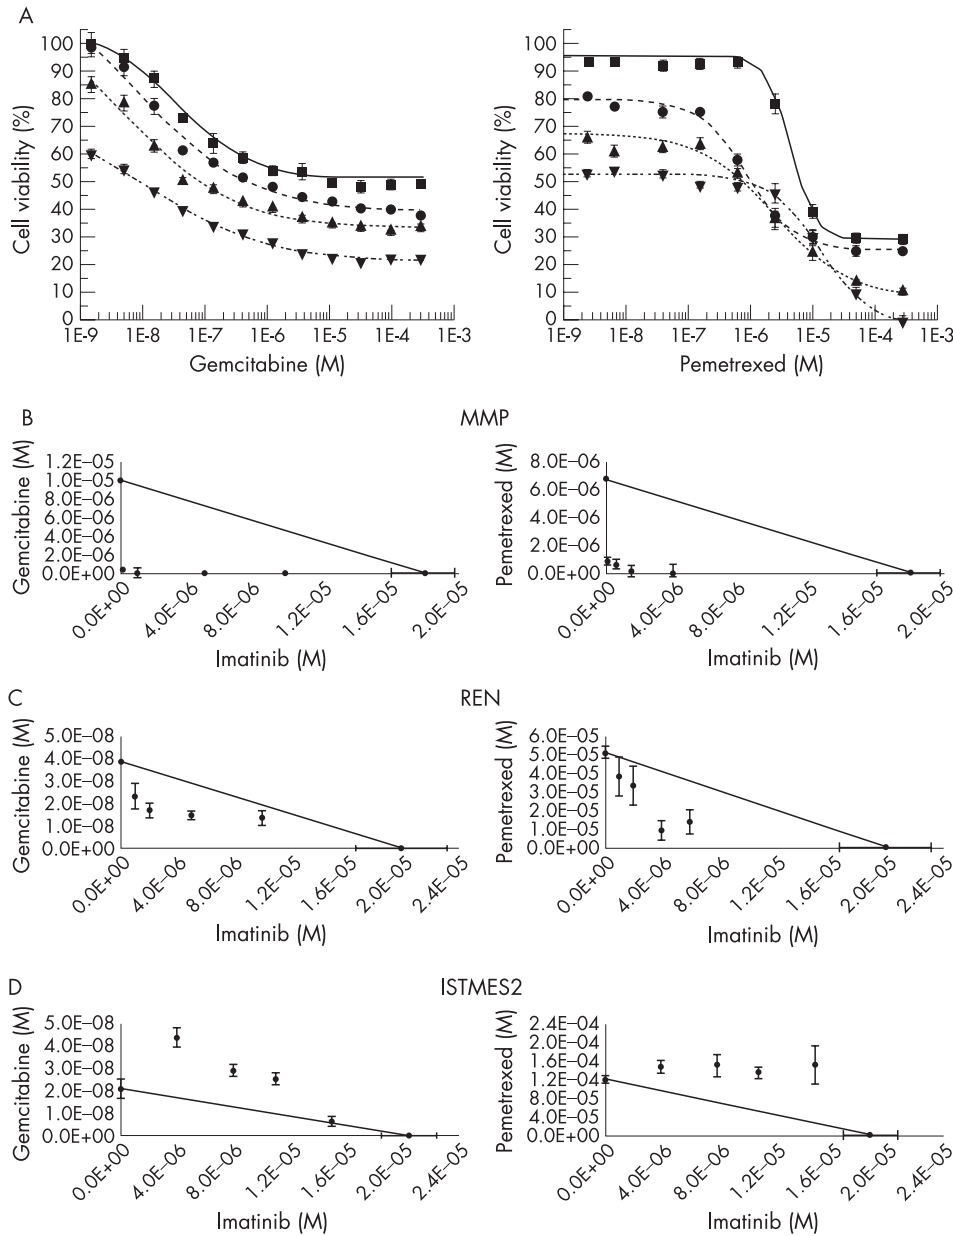 A
Cell viability (%)
100
90
80
70
60
50
40
30
20
10
0
1E-9 1E-8 1E-7 1E-6 1E-5 1E-4 1E-3
Gemcitabine (M)
Cell viability (%)
100
90
80
70
60
50
40
30
20
10
0
1E-9 1E-8 1E-7 1E-6 1E-5 1E-4 1E-3
Pemetrexed (M)
B
MMP
Gemcitabine (M)
1.2E–05
1.0E–05
8.0E–06
6.0E–06
4.0E–06
2.0E–06
0.0E+00
0.0E+00 4.0E–06 8.0E–06 1.2E–05 1.6E–05 2.0E–05
Imatinib (M)
Pemetrexed (M)
8.0E–06
6.0E–06
4.0E–06
2.0E–06
0.0E+00
0.0E+00 4.0E–06 8.0E–06 1.2E–05 1.6E–05 2.0E–05
Imatinib (M)
C
REN
Gemcitabine (M)
5.0E–08
4.0E–08
3.0E–08
2.0E–08
1.0E–08
0.0E+00
0.0E+00 4.0E–06 8.0E–06 1.2E–05 1.6E–05 2.0E–05 2.4E–05
Imatinib (M)
Pemetrexed (M)
6.0E–05
5.0E–05
4.0E–05
3.0E–05
2.0E–05
1.0E–05
0.0E+00
0.0E+00 4.0E–06 8.0E–06 1.2E–05 1.6E–05 2.0E–05 2.4E–05
Imatinib (M)
D
ISTMES2
Gemcitabine (M)
5.0E–08
4.0E–08
3.0E–08
2.0E–08
1.0E–08
0.0E+00
0.0E+00 4.0E–06 8.0E–06 1.2E–05 1.6E–05 2.0E–05 2.4E–05
Imatinib (M)
Pemetrexed (M)
2.4E–04
2.0E–04
1.6E–04
1.2E–04
8.0E–05
4.0E–05
0.0E+00
0.0E+00 4.0E–06 8.0E–06 1.2E–05 1.6E–05 2.0E–05 2.4E–05
Imatinib (M)